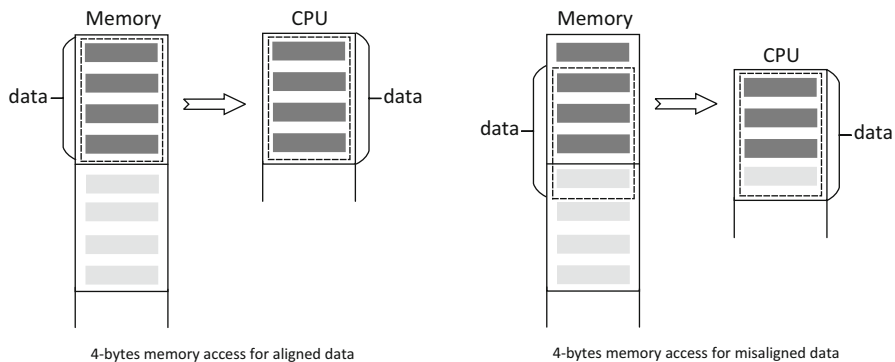 Memory
CPU
data
data
4-bytes memory access for aligned data
Memory
CPU
data
data
4-bytes memory access for misaligned data